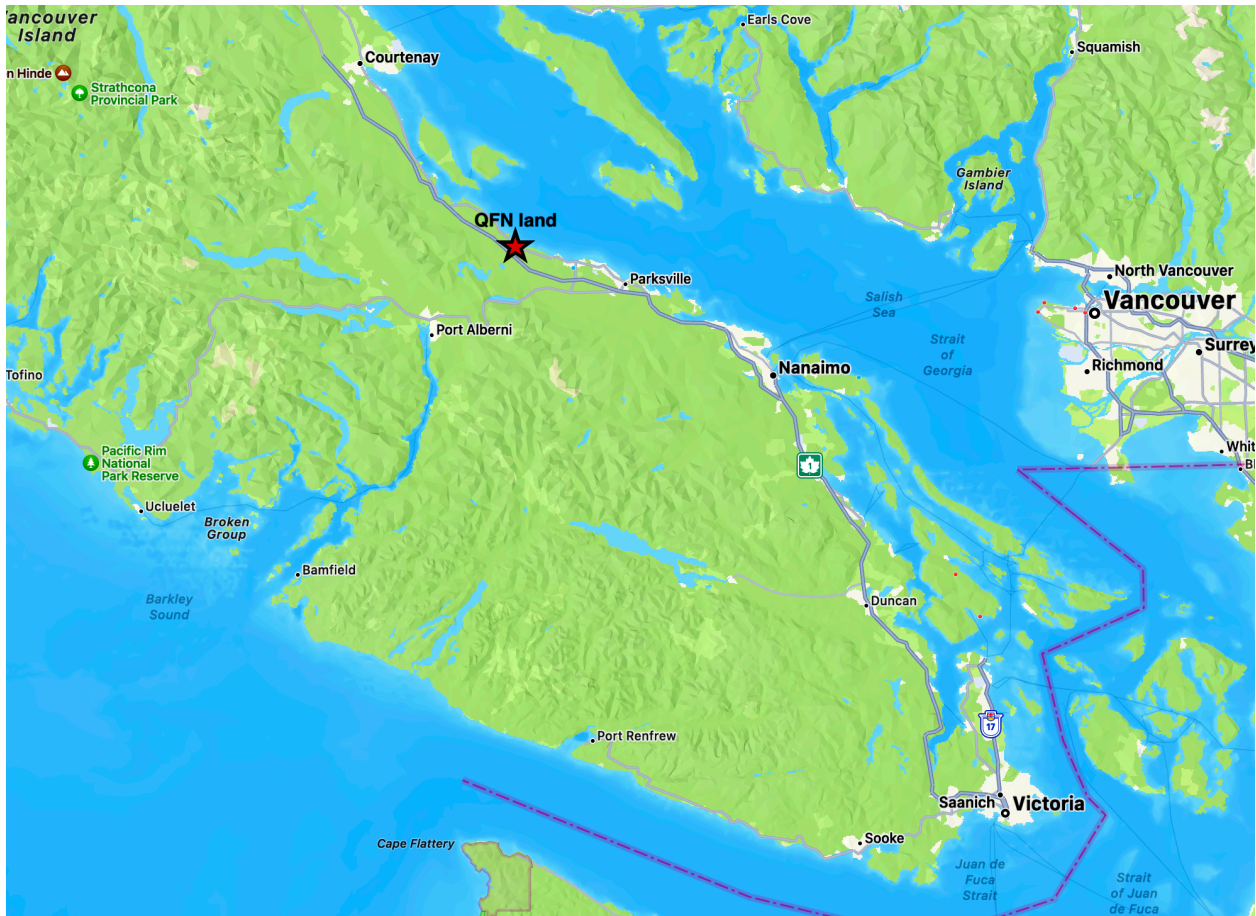 ancouver
Island
Courtenay
Earls Cove
Squamish
n Hinde
Strathcona
Provincial Park
Gambier
Island
QFN land
Parksville
North Vancouver
Vancouver
Salish
Sea
Port Alberni
Strait
of
Georgia
Surrey
Tofino
Nanaimo
Richmond
Pacific Rim
National
Park Reserve
1
Whit
Bl
Ucluelet
Broken
Group
Bamfield
Barkley
Sound
Duncan
17
Port Renfrew
Saanich
Victoria
Cape Flattery
Sooke
Juan de
Fuca
Strait
Strait
of Juan
de Fuca